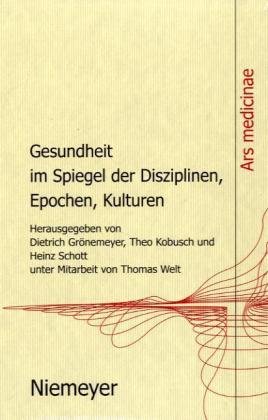 Ars medicinae
Gesundheit
im Spiegel der Disziplinen,
Epochen, Kulturen
Herausgegeben von
Dietrich Grönemeyer, Theo Kobusch und
Heinz Schott
unter Mitarbeit von Thomas Welt
Niemeyer